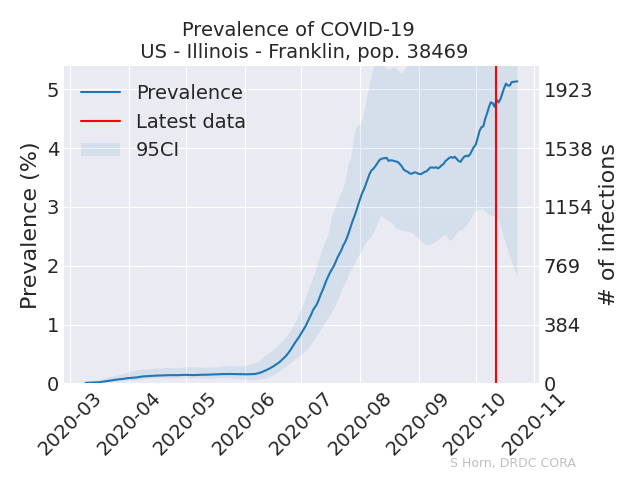 Prevalence of COVID-19
US - Illinois - Franklin, pop. 38469
Prevalence
Latest data
95CI
Prevalence (%)
5
4
3
2
1
0
# of infections
1923
1538
1154
769
384
0
2020-03
2020-04
2020-05
2020-06
2020-07
2020-08
2020-09
2020-10
2020-11
S Horn, DRDC CORA